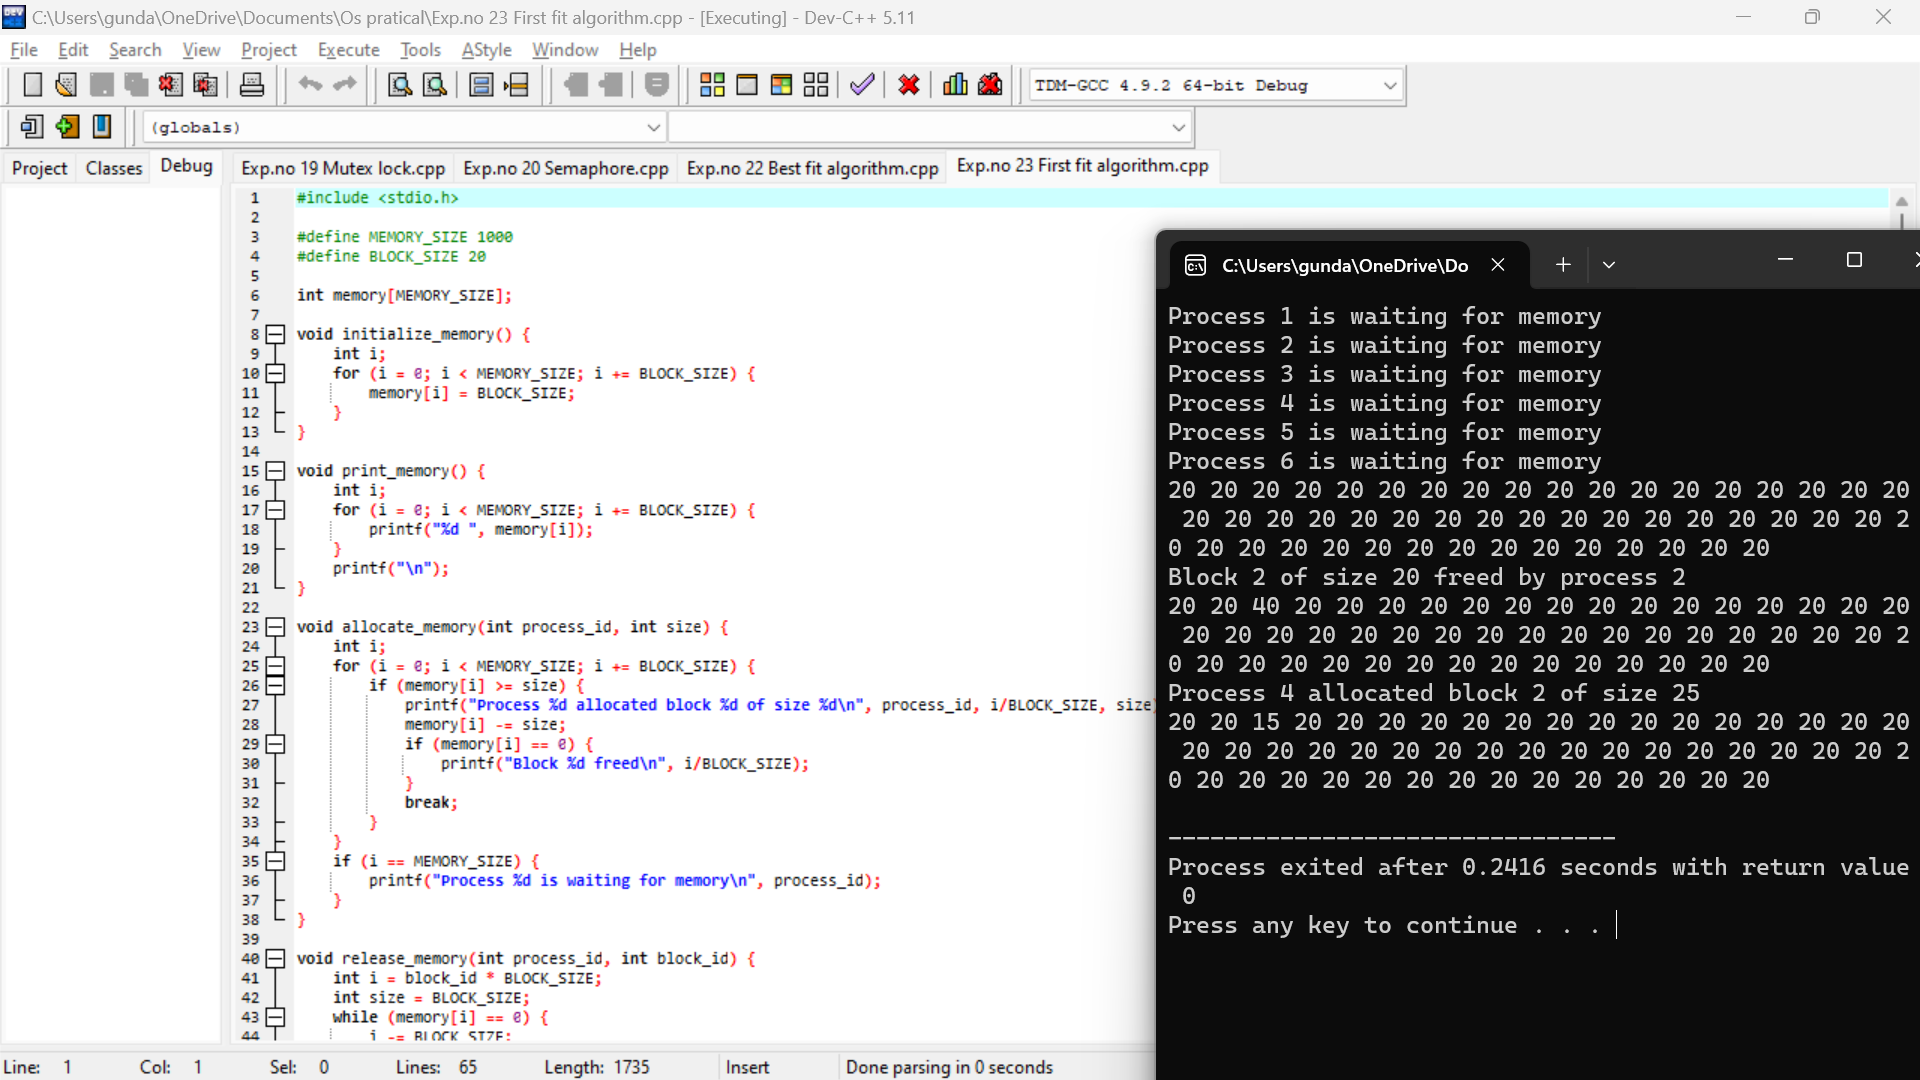 C:\Users\gunda\OneDrive\Documents\Os pratical\Exp.no 23 First fit algorithm.cpp - [Executing] - Dev-C++ 5.11
File Edit Search View Project Execute Tools AStyle Window Help
TDM-GCC 4.9.2 64-bit Debug
(globals)
Project Classes Debug Exp.no 19 Mutex lock.cpp Exp.no 20 Semaphore.cpp Exp.no 22 Best fit algorithm.cpp Exp.no 23 First fit algorithm.cpp
1 #include <stdio.h>
2
3 #define MEMORY_SIZE 1000
4 #define BLOCK_SIZE 20
5
6 int memory[MEMORY_SIZE];
7
8 void initialize_memory() {
9 int i;
10 for (i = 0; i < MEMORY_SIZE; i += BLOCK_SIZE) {
11 memory[i] = BLOCK_SIZE;
12 }
13 }
14
15 void print_memory() {
16 int i;
17 for (i = 0; i < MEMORY_SIZE; i += BLOCK_SIZE) {
18 printf("%d ", memory[i]);
19 }
20 printf("\n");
21 }
22
23 void allocate_memory(int process_id, int size) {
24 int i;
25 for (i = 0; i < MEMORY_SIZE; i += BLOCK_SIZE) {
26 if (memory[i] >= size) {
27 printf("Process %d allocated block %d of size %d\n", process_id, i/BLOCK_SIZE, size)
28 memory[i] -= size;
29 if (memory[i] == 0) {
30 printf("Block %d freed\n", i/BLOCK_SIZE);
31 }
32 break;
33 }
34 }
35 if (i == MEMORY_SIZE) {
36 printf("Process %d is waiting for memory\n", process_id);
37 }
38 }
39
40 void release_memory(int process_id, int block_id) {
41 int i = block_id * BLOCK_SIZE;
42 int size = BLOCK_SIZE;
43 while (memory[i] == 0) {
44 i -= BLOCK_SIZE;
C:\Users\gunda\OneDrive\Do
Process 1 is waiting for memory
Process 2 is waiting for memory
Process 3 is waiting for memory
Process 4 is waiting for memory
Process 5 is waiting for memory
Process 6 is waiting for memory
20 20 20 20 20 20 20 20 20 20 20 20 20 20 20 20 20 20
20 20 20 20 20 20 20 20 20 20 20 20 20 20 20 20 20 2
0 20 20 20 20 20 20 20 20 20 20 20 20 20 20
Block 2 of size 20 freed by process 2
20 20 40 20 20 20 20 20 20 20 20 20 20 20 20 20 20 20
20 20 20 20 20 20 20 20 20 20 20 20 20 20 20 20 20 2
0 20 20 20 20 20 20 20 20 20 20 20 20 20 20
Process 4 allocated block 2 of size 25
20 20 15 20 20 20 20 20 20 20 20 20 20 20 20 20 20 20
20 20 20 20 20 20 20 20 20 20 20 20 20 20 20 20 20 2
0 20 20 20 20 20 20 20 20 20 20 20 20 20 20
--------------------------------
Process exited after 0.2416 seconds with return value
0
Press any key to continue . . .
Line: 1 Col: 1 Sel: 0 Lines: 65 Length: 1735 Insert Done parsing in 0 seconds